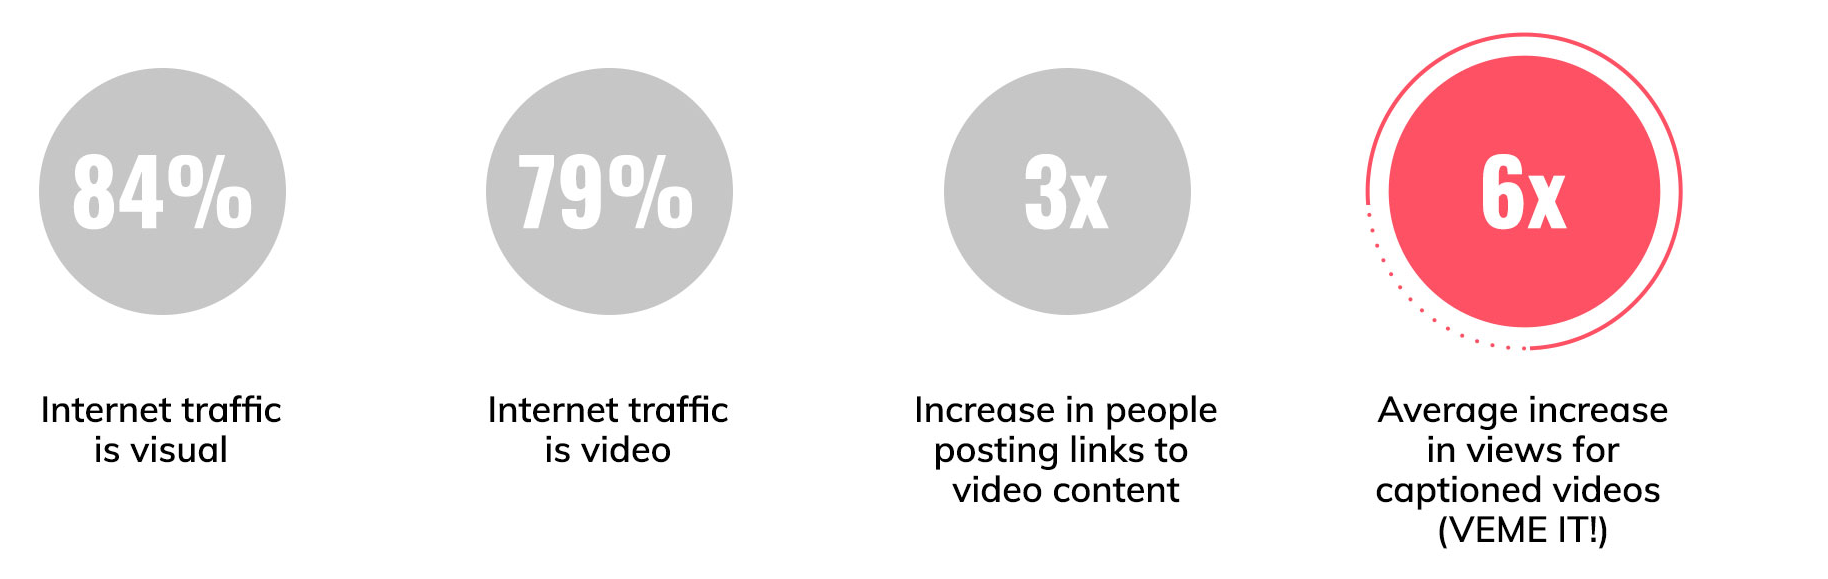 84%
Internet traffic
is visual
79%
Internet traffic
is video
3x
Increase in people
posting links to
video content
6x
Average increase
in views for
captioned videos
(VEME IT!)